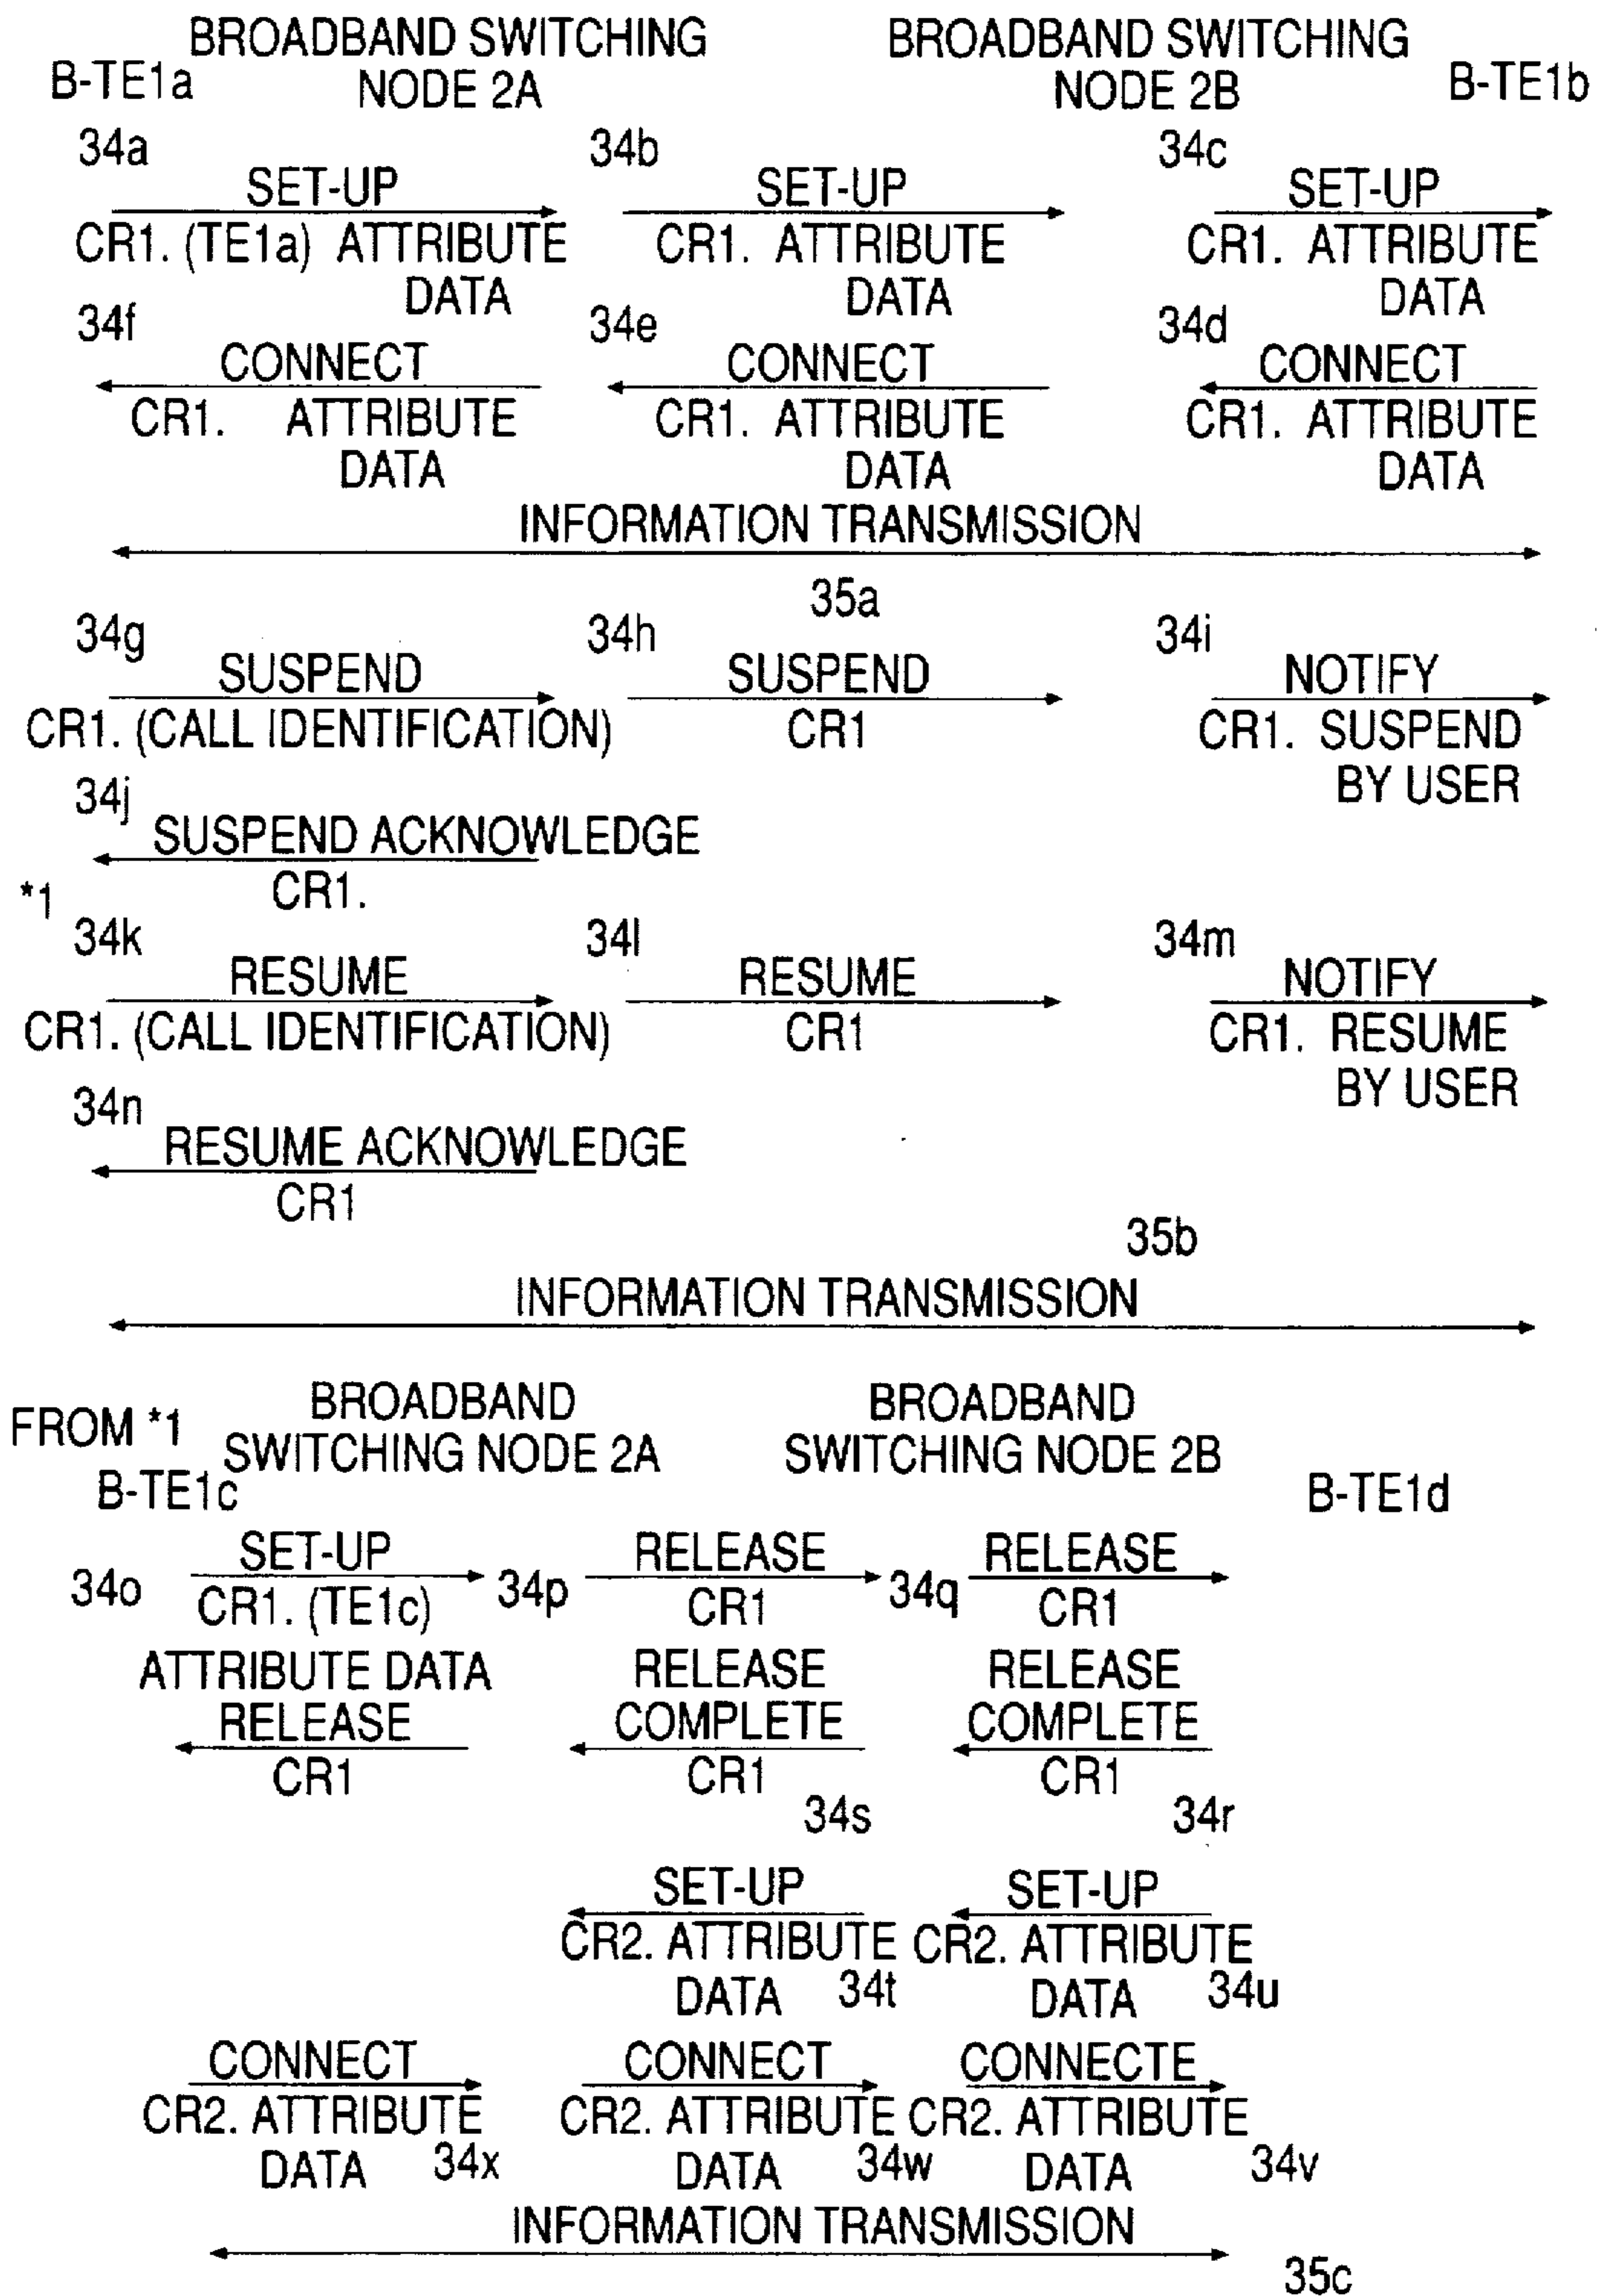 BROADBAND SWITCHING
NODE 2A
BROADBAND SWITCHING
NODE 2B
B-TE1a
B-TE1b
34a
SET-UP
CR1. (TE1a) ATTRIBUTE
DATA
34b
SET-UP
CR1. ATTRIBUTE
DATA
34c
SET-UP
CR1. ATTRIBUTE
DATA
34f
CONNECT
CR1. ATTRIBUTE
DATA
34e
CONNECT
CR1. ATTRIBUTE
DATA
34d
CONNECT
CR1. ATTRIBUTE
DATA
INFORMATION TRANSMISSION
35a
34g
SUSPEND
CR1. (CALL IDENTIFICATION)
34h
SUSPEND
CR1
34i
NOTIFY
CR1. SUSPEND
BY USER
34j
SUSPEND ACKNOWLEDGE
CR1.
*1
34k
RESUME
CR1. (CALL IDENTIFICATION)
34l
RESUME
CR1
34m
NOTIFY
CR1. RESUME
BY USER
34n
RESUME ACKNOWLEDGE
CR1
35b
INFORMATION TRANSMISSION
FROM *1
BROADBAND
SWITCHING NODE 2A
BROADBAND
SWITCHING NODE 2B
B-TE1c
B-TE1d
34o
SET-UP
CR1. (TE1c)
ATTRIBUTE DATA
34p
RELEASE
CR1
34q
RELEASE
CR1
RELEASE
CR1
RELEASE
COMPLETE
CR1
34s
RELEASE
COMPLETE
CR1
34r
SET-UP
CR2. ATTRIBUTE
DATA
34t
SET-UP
CR2. ATTRIBUTE
DATA
34u
CONNECT
CR2. ATTRIBUTE
DATA
34x
CONNECT
CR2. ATTRIBUTE
DATA
34w
CONNECTE
CR2. ATTRIBUTE
DATA
34v
INFORMATION TRANSMISSION
35c